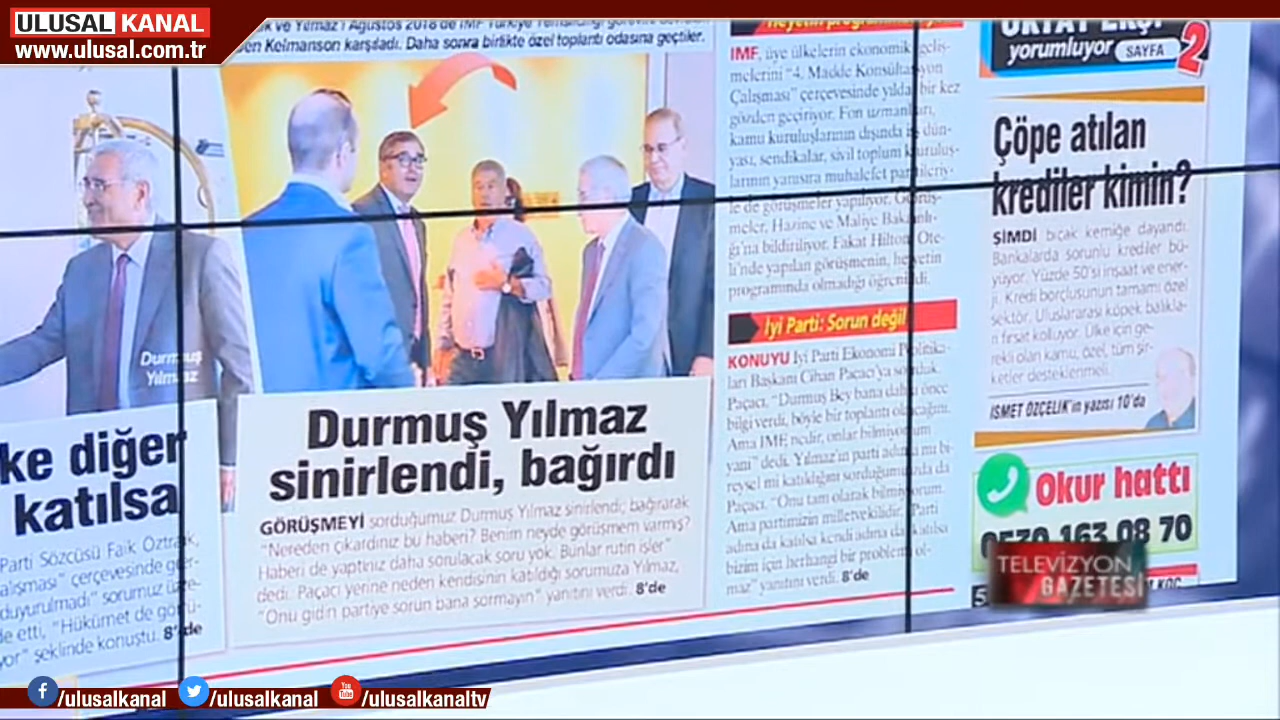 ULUSAL KANAL
www.ulusal.com.tr
en Keimanson karşıladı. Daha sonra birlikte özel toplantı odasına geçtiler.
Durmuş
Yılmaz
ke diğer
katılsa
Parti Sözcüsü Faik Öztrak,
alışması" çerçevesinde
duyurulmadı" sorumuz
de etti, "Hükümet de
yor" şeklinde konuştu. 8'de
Durmuş Yılmaz
sinirlendi, bağırdı
GÖRÜŞMEYİ sorduğumuz Durmuş Yılmaz sinirlendi; bağırarak
"Nereden çıkardınız bu haberi? Benim neyde görüşmem varmış?
Haberi de yaptınız daha sorulacak soru yok. Bunlar rutin işler"
dedi. Paçacı yerine neden kendisinin katıldığı sorumuza Yılmaz,
"Onu gidin partiye sorun bana sormayın" yanıtını verdi. 8'de
IMF, üye ülkelerin ekonomik geliş-
melerini "4. Madde Konsültasyon
Çalışması" çerçevesinde yılda bir kez
gözden geçiriyor. Fon uzmanları,
kamu kuruluşlarının dışında iş dün-
yası, sendikalar, sivil toplum kuruluş-
larının yanısıra muhalefet partileriy-
le de görüşmeler yapılıyor. Görüş-
meler, Hazine ve Maliye Bakanlı-
ğı'na bildiriliyor. Fakat Hilton Ote-
li'nde yapılan görüşmenin, heyetin
programında olmadığı öğrenildi.
İyi Parti: Sorun değil
KONUYU İyi Parti Ekonomi Politika-
ları Başkanı Cihan Paçacı'ya sorduk.
Paçacı, "Durmuş Bey bana daha önce
bilgi verdi, böyle bir toplantı olacağını.
Ama IMF nedir, onlar bilmiyorum
yani" dedi. Yılmaz'ın parti adına mı bi-
reysel mi katıldığını sorduğumuzda da
Paçacı, "Onu tam olarak bilmiyorum.
Ama partimizin milletvekilidir. Parti
adına da katılsa kendi adına da katılsa
bizim için herhangi bir problem ol-
maz" yanıtını verdi. 8'de
yorumluyor SAYFA 2
Çöpe atılan
krediler kimin?
ŞİMDİ bıçak kemiğe dayandı.
Bankalarda sorunlu krediler bü-
yüyor. Yüzde 50'si inşaat ve ener-
ji. Kredi borçlusunun tamamı özel
sektör. Uluslararası köpek balıkla-
rı fırsat kolluyor. Ülke için ge-
rekli olan kamu, özel, tüm şir-
ketler desteklenmeli.
İSMET ÖZÇELİK'in yazısı 10'da
Okur hattı
0530 163 08 70
TELEVİZYON
GAZETESİ
/ulusalkanal
/ulusalkanal
/ulusalkanaltv